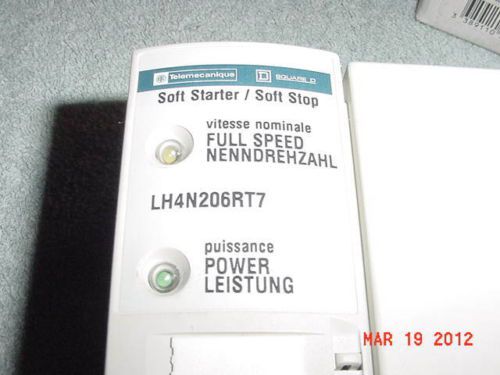 Telemecanique SQUARE D
Soft Starter / Soft Stop
vitesse nominale
FULL SPEED
NENNDREHZAHL
LH4N206RT7
puissance
POWER
LEISTUNG
MAR 19 2012